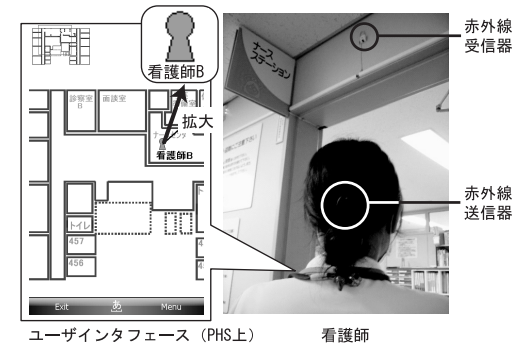 看護師B
拡大
診察室
B
面談室
看護師B
トイレ
457
456
Exit
あ
Menu
ユーザインタフェース（PHS上）
ナース
ステーション
赤外線
受信器
赤外線
送信器
看護師